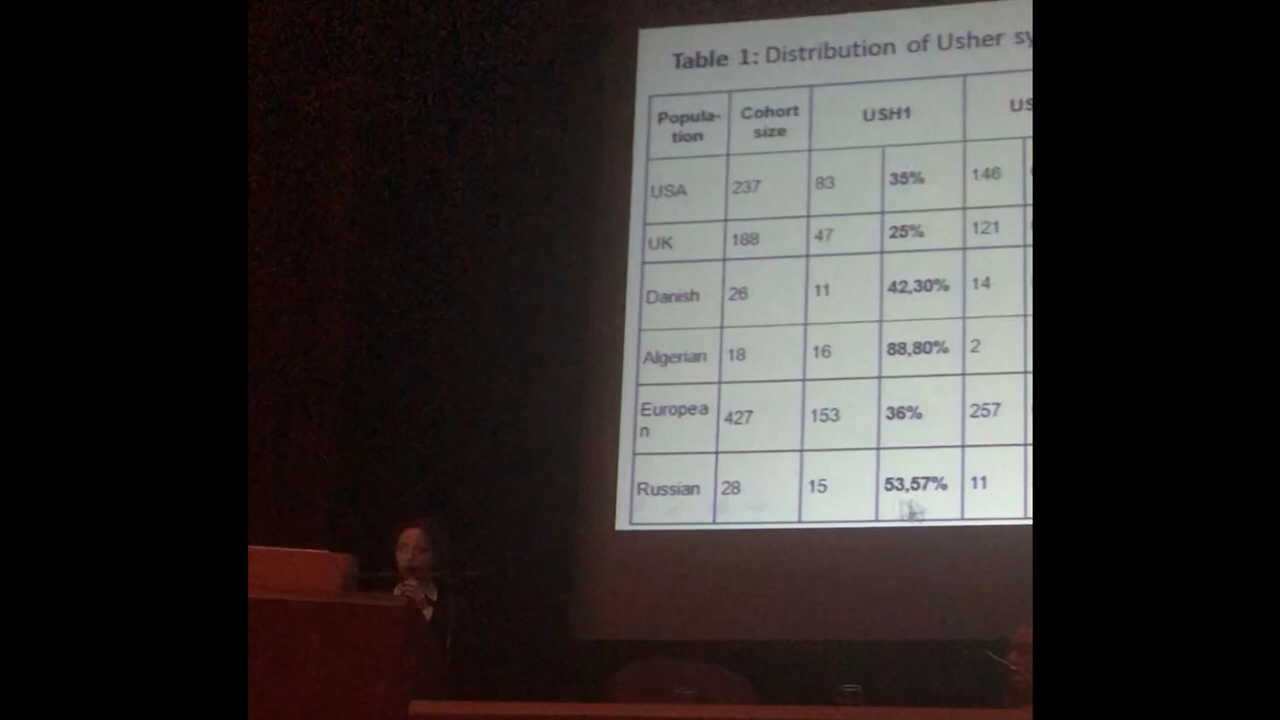 Table 1: Distribution of Usher sy
Popula-
tion
Cohort
size
USH1
US
USA 237 83 35% 146
UK 188 47 25% 121
Danish 26 11 42,30% 14
Algerian 18 16 88,80% 2
Europea
n 427 153 36% 257
Russian 28 15 53,57% 11